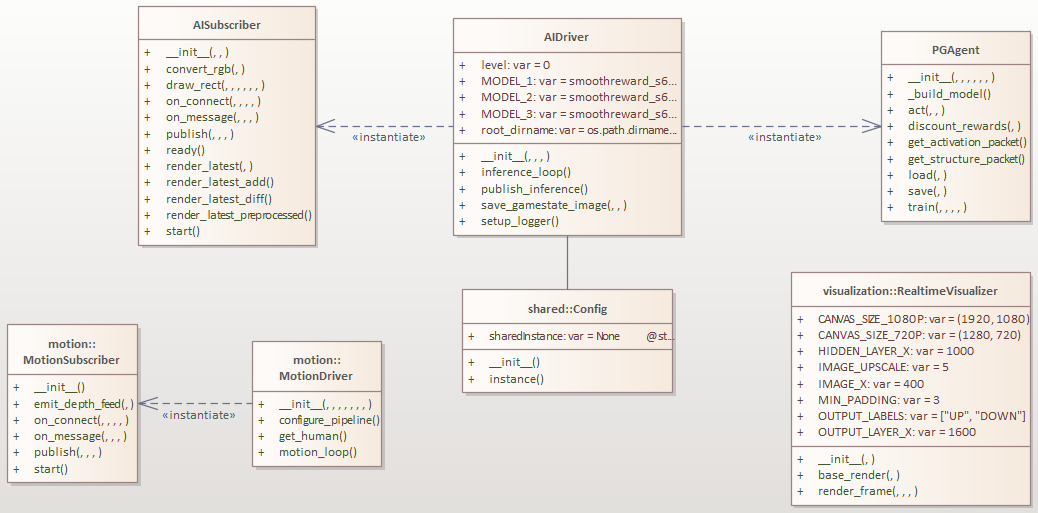 AISubscriber
+ __init__(, , )
+ convert_rgb(, )
+ draw_rect(, , , , , , )
+ on_connect(, , , , )
+ on_message(, , , )
+ publish(, , , )
+ ready()
+ render_latest(, )
+ render_latest_add()
+ render_latest_diff()
+ render_latest_preprocessed()
+ start()
«instantiate»
AIDriver
+ level: var = 0
+ MODEL_1: var = smoothreward_s6...
+ MODEL_2: var = smoothreward_s6...
+ MODEL_3: var = smoothreward_s6...
+ root_dirname: var = os.path.dirname...
+ __init__(, , , )
+ inference_loop()
+ publish_inference()
+ save_gamestate_image(, , )
+ setup_logger()
«instantiate»
PGAgent
+ __init__(, , , , , , )
+ _build_model()
+ act(, , )
+ discount_rewards(, )
+ get_activation_packet()
+ get_structure_packet()
+ load(, )
+ save(, )
+ train(, , , , )
shared::Config
+ sharedInstance: var = None @st...
+ __init__()
+ instance()
visualization::RealtimeVisualizer
+ CANVAS_SIZE_1080P: var = (1920, 1080)
+ CANVAS_SIZE_720P: var = (1280, 720)
+ HIDDEN_LAYER_X: var = 1000
+ IMAGE_UPSCALE: var = 5
+ IMAGE_X: var = 400
+ MIN_PADDING: var = 3
+ OUTPUT_LABELS: var = ["UP", "DOWN"]
+ OUTPUT_LAYER_X: var = 1600
+ __init__(, )
+ base_render(, )
+ render_frame(, , , )
motion::
MotionSubscriber
+ __init__()
+ emit_depth_feed(, )
+ on_connect(, , , , )
+ on_message(, , , )
+ publish(, , , )
+ start()
«instantiate»
motion::
MotionDriver
+ __init__(, , , , , , , )
+ configure_pipeline()
+ get_human()
+ motion_loop()